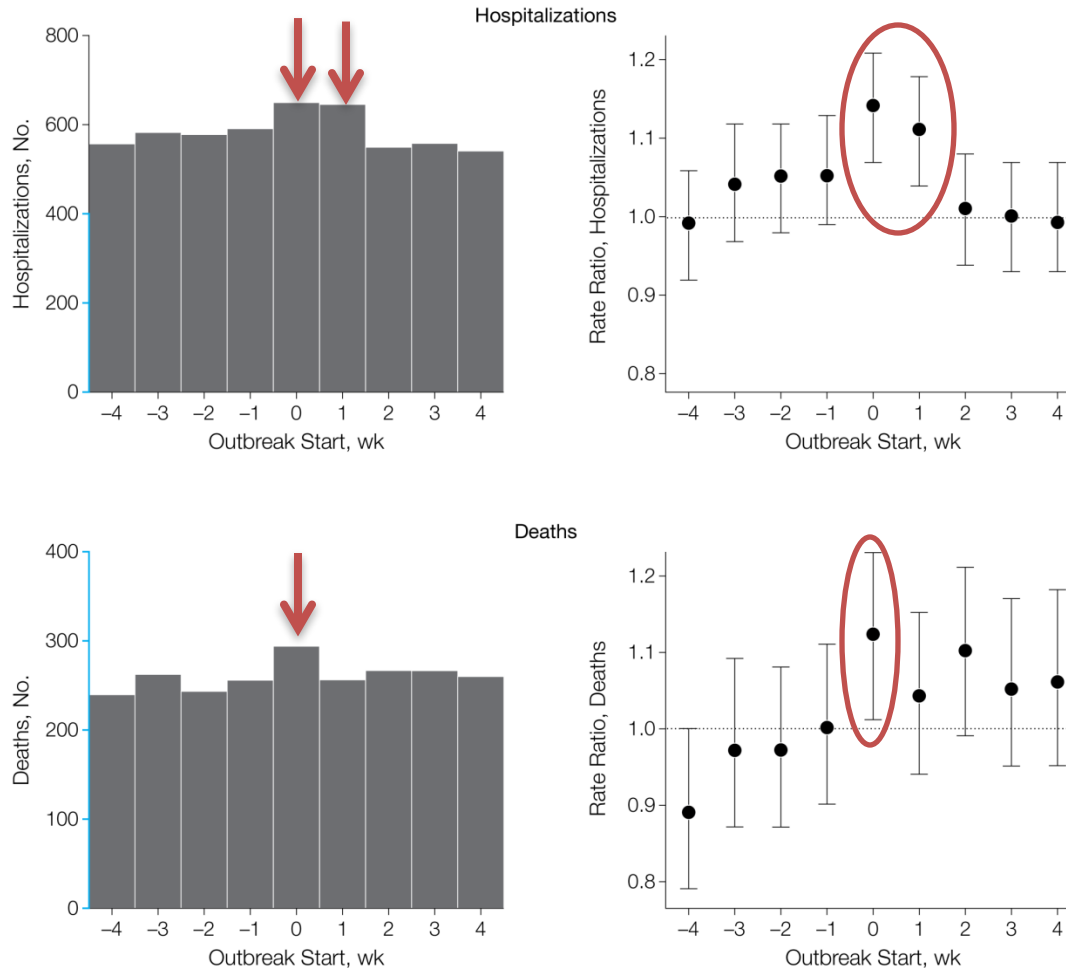 Hospitalizations
800
600
400
200
0
Hospitalizations, No.
–4 –3 –2 –1 0 1 2 3 4
Outbreak Start, wk
1.2
1.1
1.0
0.9
0.8
Rate Ratio, Hospitalizations
–4 –3 –2 –1 0 1 2 3 4
Outbreak Start, wk
Deaths
400
300
200
100
0
Deaths, No.
–4 –3 –2 –1 0 1 2 3 4
Outbreak Start, wk
1.2
1.1
1.0
0.9
0.8
Rate Ratio, Deaths
–4 –3 –2 –1 0 1 2 3 4
Outbreak Start, wk